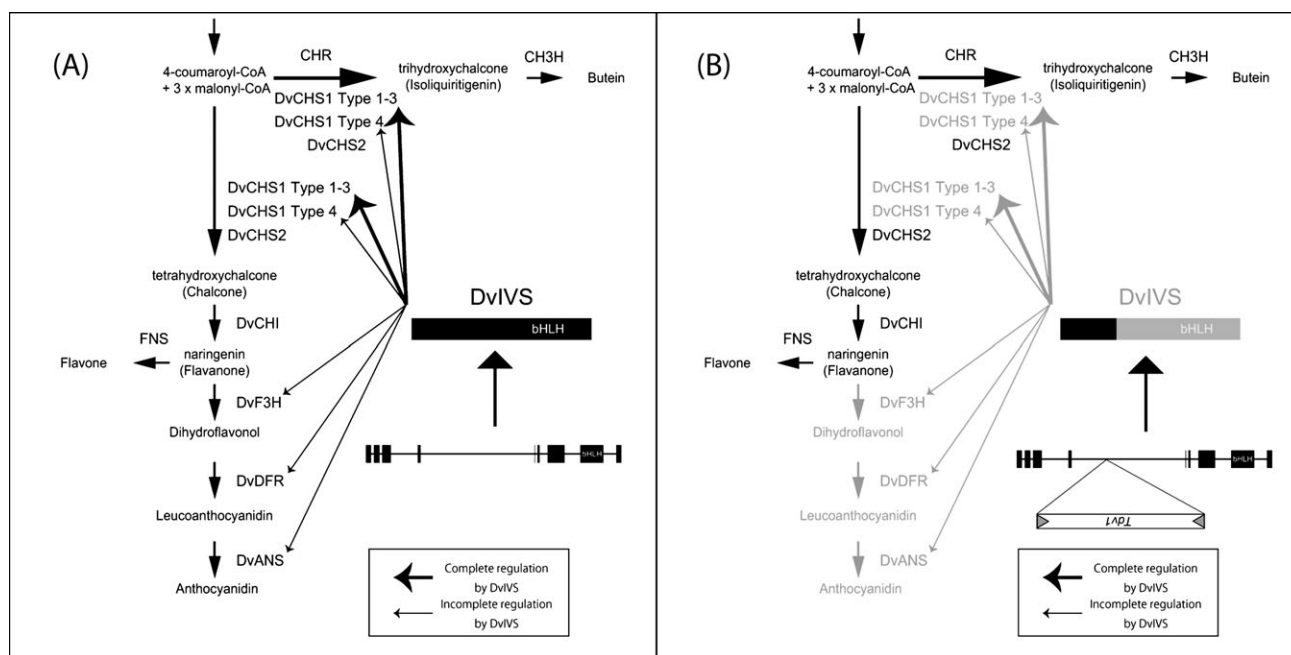 (A)
CHR
CH3H
4-coumaroyl-CoA
+ 3 x malonyl-CoA
trihydroxychalcone
(Isoliquiritigenin)
Butein
DvCHS1 Type 1-3
DvCHS1 Type 4
DvCHS2
DvCHS1 Type 1-3
DvCHS1 Type 4
DvCHS2
tetrahydroxychalcone
(Chalcone)
DvIVS
bHLH
DvCHI
FNS
Flavone
naringenin
(Flavanone)
DvF3H
Dihydroflavonol
bHLH
DvDFR
Leucoanthocyanidin
DvANS
Anthocyanidin
Complete regulation
by DvIVS
Incomplete regulation
by DvIVS
(B)
CHR
CH3H
4-coumaroyl-CoA
+ 3 x malonyl-CoA
trihydroxychalcone
(Isoliquiritigenin)
Butein
DvCHS1 Type 1-3
DvCHS1 Type 4
DvCHS2
DvCHS1 Type 1-3
DvCHS1 Type 4
DvCHS2
tetrahydroxychalcone
(Chalcone)
DvIVS
bHLH
DvCHI
FNS
Flavone
naringenin
(Flavanone)
DvF3H
Dihydroflavonol
bHLH
DvDFR
Leucoanthocyanidin
Tdv1
DvANS
Anthocyanidin
Complete regulation
by DvIVS
Incomplete regulation
by DvIVS